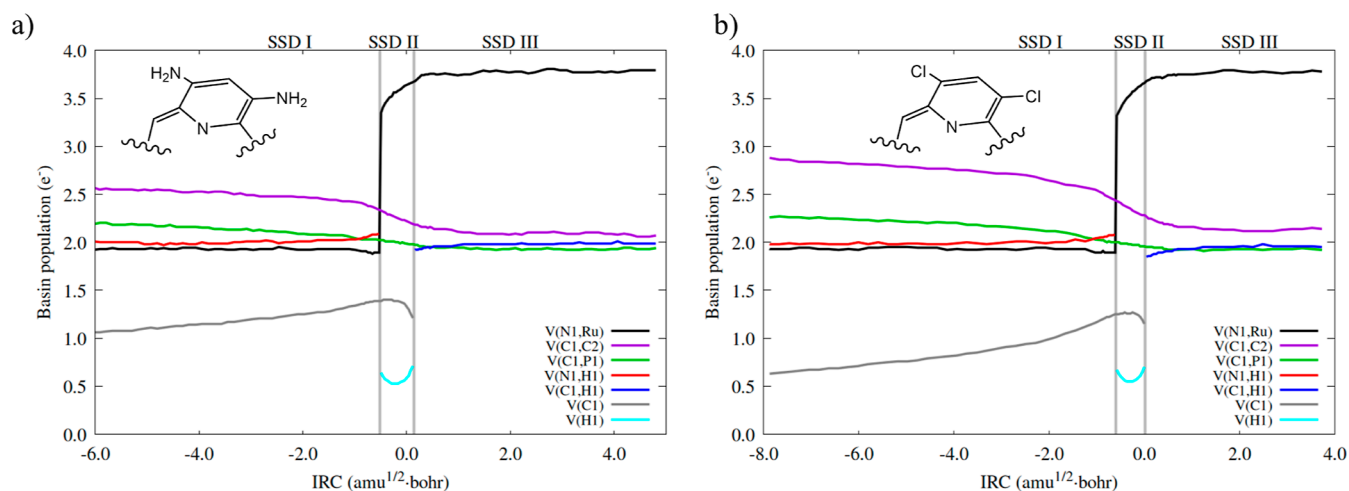 a)
SSD I SSD II SSD III
4.0
3.5
3.0
2.5
2.0
1.5
1.0
0.5
0.0
Basin population (e-)
H2N
NH2
N
V(N1,Ru)
V(C1,C2)
V(C1,P1)
V(N1,H1)
V(C1,H1)
V(C1)
V(H1)
-6.0 -4.0 -2.0 0.0 2.0 4.0
IRC (amu1/2·bohr)
b)
SSD I SSD II SSD III
4.0
3.5
3.0
2.5
2.0
1.5
1.0
0.5
0.0
Basin population (e-)
Cl
Cl
N
V(N1,Ru)
V(C1,C2)
V(C1,P1)
V(N1,H1)
V(C1,H1)
V(C1)
V(H1)
-8.0 -6.0 -4.0 -2.0 0.0 2.0 4.0
IRC (amu1/2·bohr)